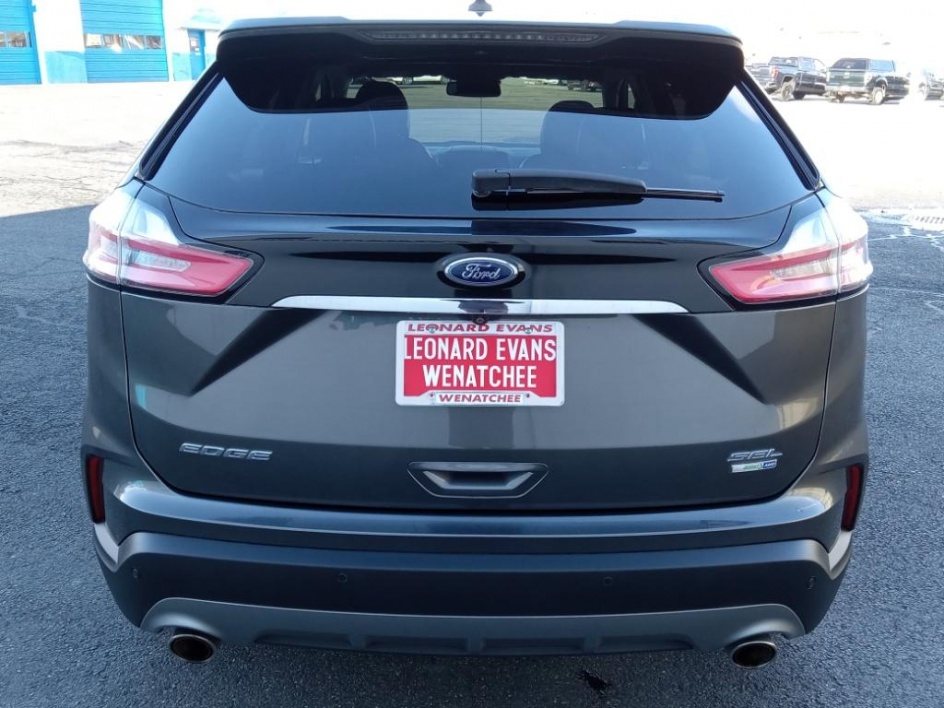 Ford
LEONARD EVANS
LEONARD EVANS
WENATCHEE
WENATCHEE
EDGE
SEL